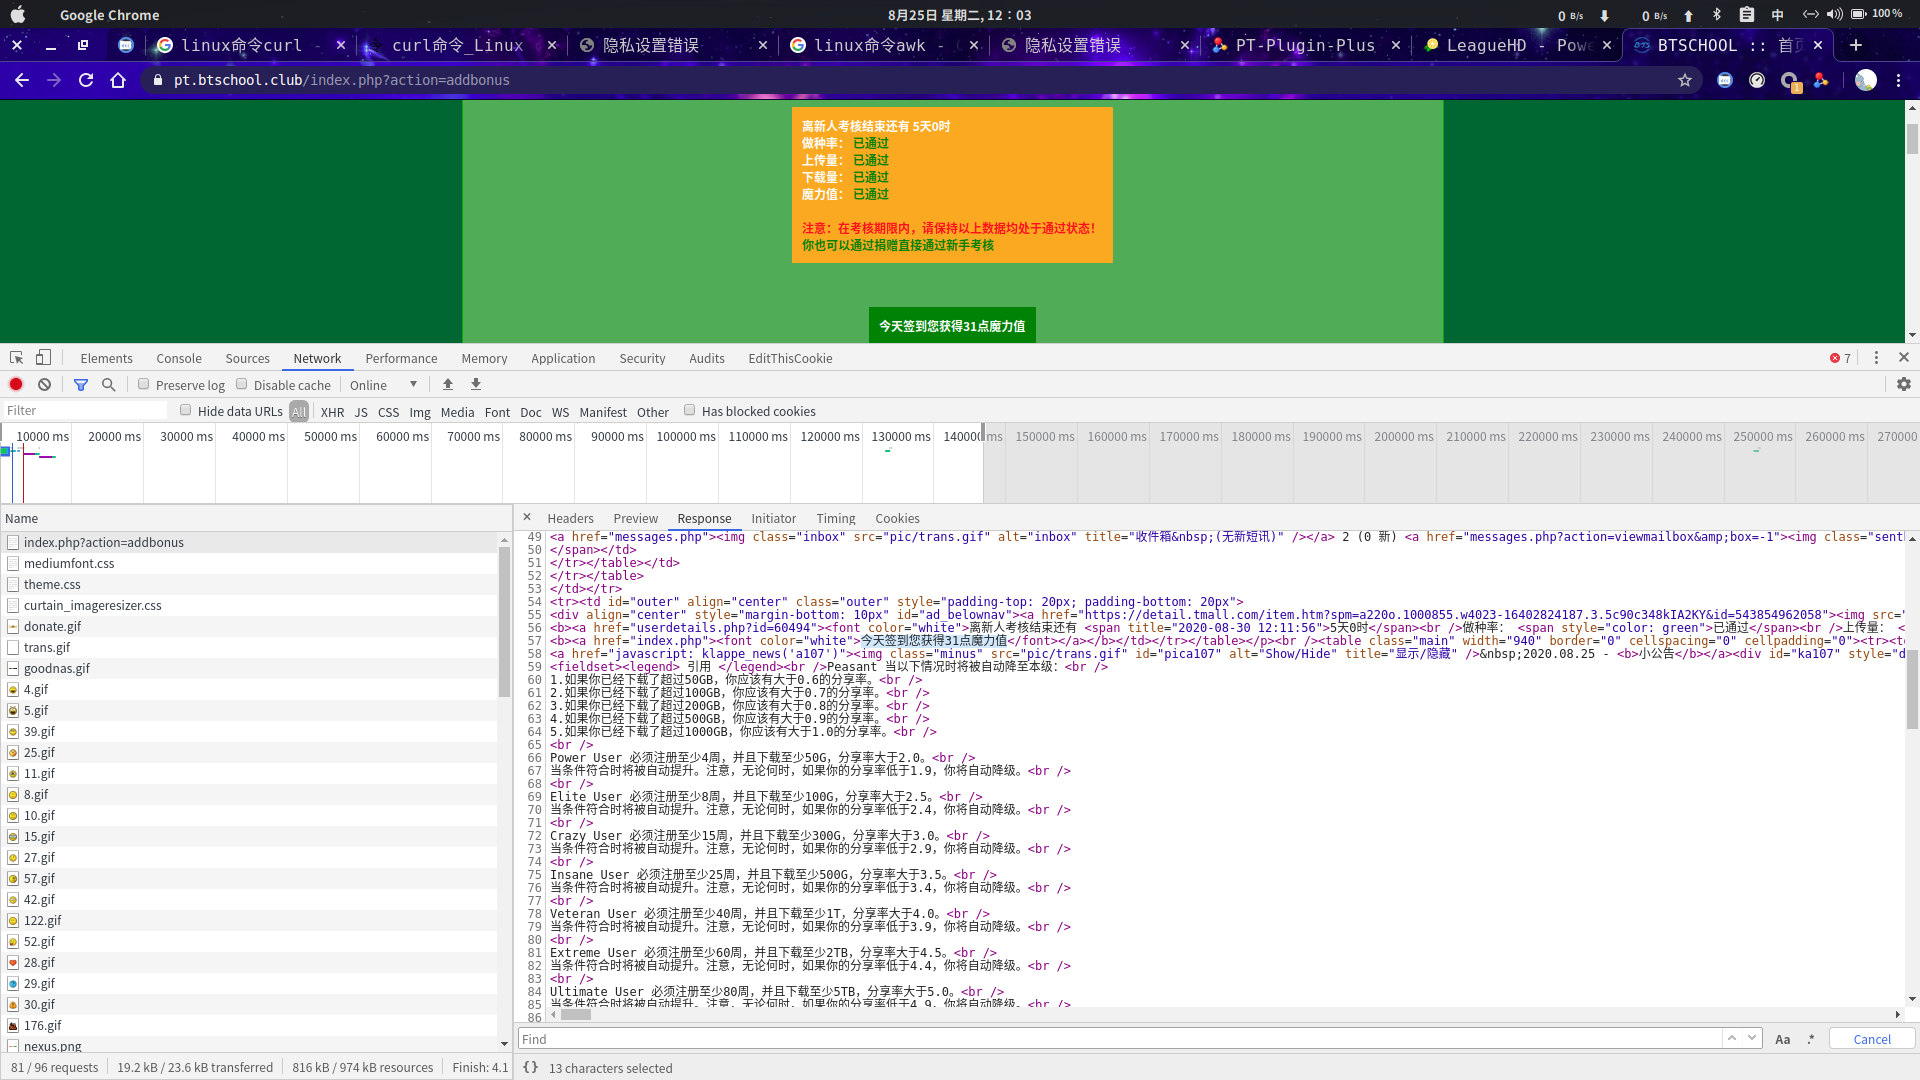 Google Chrome
8月25日 星期二, 12：03
0 B/s
0 B/s
中
100%
linux命令curl -
curl命令_Linux
隐私设置错误
linux命令awk -
隐私设置错误
PT-Plugin-Plus
LeagueHD - Pow
BTSCHOOL :: 首页
pt.btschool.club/index.php?action=addbonus
1
离新人考核结束还有 5天0时
做种率： 已通过
上传量： 已通过
下载量： 已通过
魔力值： 已通过
注意：在考核期限内，请保持以上数据均处于通过状态！
你也可以通过捐赠直接通过新手考核
今天签到您获得31点魔力值
Elements Console Sources Network Performance Memory Application Security Audits EditThisCookie
7
Preserve log Disable cache Online
Filter
Hide data URLs All XHR JS CSS Img Media Font Doc WS Manifest Other Has blocked cookies
10000 ms 20000 ms 30000 ms 40000 ms 50000 ms 60000 ms 70000 ms 80000 ms 90000 ms 100000 ms 110000 ms 120000 ms 130000 ms 140000 ms 150000 ms 160000 ms 170000 ms 180000 ms 190000 ms 200000 ms 210000 ms 220000 ms 230000 ms 240000 ms 250000 ms 260000 ms 270000
Name
index.php?action=addbonus
mediumfont.css
theme.css
curtain_imageresizer.css
donate.gif
trans.gif
goodnas.gif
4.gif
5.gif
39.gif
25.gif
11.gif
8.gif
10.gif
15.gif
27.gif
57.gif
42.gif
122.gif
52.gif
28.gif
29.gif
30.gif
176.gif
nexus.png
81 / 96 requests 19.2 kB / 23.6 kB transferred 816 kB / 974 kB resources Finish: 4.1
Headers Preview Response Initiator Timing Cookies
49 <a href="messages.php"><img class="inbox" src="pic/trans.gif" alt="inbox" title="收件箱&nbsp;(无新短讯)" /></a> 2 (0 新) <a href="messages.php?action=viewmailbox&amp;box=-1"><img class="sent
50 </span></td>
51 </tr></table></td>
52 </tr></table>
53 </td></tr>
54 <tr><td id="outer" align="center" class="outer" style="padding-top: 20px; padding-bottom: 20px">
55 <div align="center" style="margin-bottom: 10px" id="ad_belownav"><a href="https://detail.tmall.com/item.htm?spm=a220o.1000855.w4023-16402824187.3.5c90c348kIA2KY&id=543854962058"><img src="
56 <b><a href="userdetails.php?id=60494"><font color="white">离新人考核结束还有 <span title="2020-08-30 12:11:56">5天0时</span><br />做种率： <span style="color: green">已通过</span><br />上传量： <
57 <b><a href="index.php"><font color="white">今天签到您获得31点魔力值</font></a></b></td></tr></table></p><br /><table class="main" width="940" border="0" cellspacing="0" cellpadding="0"><tr><t
58 <a href="javascript: klappe_news('a107')"><img class="minus" src="pic/trans.gif" id="pica107" alt="Show/Hide" title="显示/隐藏" />&nbsp;2020.08.25 - <b>小公告</b></a><div id="ka107" style="d
59 <fieldset><legend> 引用 </legend><br />Peasant 当以下情况时将被自动降至本级：<br />
60 1.如果你已经下载了超过50GB，你应该有大于0.6的分享率。<br />
61 2.如果你已经下载了超过100GB，你应该有大于0.7的分享率。<br />
62 3.如果你已经下载了超过200GB，你应该有大于0.8的分享率。<br />
63 4.如果你已经下载了超过500GB，你应该有大于0.9的分享率。<br />
64 5.如果你已经下载了超过1000GB，你应该有大于1.0的分享率。<br />
65 <br />
66 Power User 必须注册至少4周，并且下载至少50G，分享率大于2.0。<br />
67 当条件符合时将被自动提升。注意，无论何时，如果你的分享率低于1.9，你将自动降级。<br />
68 <br />
69 Elite User 必须注册至少8周，并且下载至少100G，分享率大于2.5。<br />
70 当条件符合时将被自动提升。注意，无论何时，如果你的分享率低于2.4，你将自动降级。<br />
71 <br />
72 Crazy User 必须注册至少15周，并且下载至少300G，分享率大于3.0。<br />
73 当条件符合时将被自动提升。注意，无论何时，如果你的分享率低于2.9，你将自动降级。<br />
74 <br />
75 Insane User 必须注册至少25周，并且下载至少500G，分享率大于3.5。<br />
76 当条件符合时将被自动提升。注意，无论何时，如果你的分享率低于3.4，你将自动降级。<br />
77 <br />
78 Veteran User 必须注册至少40周，并且下载至少1T，分享率大于4.0。<br />
79 当条件符合时将被自动提升。注意，无论何时，如果你的分享率低于3.9，你将自动降级。<br />
80 <br />
81 Extreme User 必须注册至少60周，并且下载至少2TB，分享率大于4.5。<br />
82 当条件符合时将被自动提升。注意，无论何时，如果你的分享率低于4.4，你将自动降级。<br />
83 <br />
84 Ultimate User 必须注册至少80周，并且下载至少5TB，分享率大于5.0。<br />
85 当条件符合时将被自动提升。注意，无论何时，如果你的分享率低于4.9，你将自动降级。<br />
86
Find
Aa .* Cancel
{} 13 characters selected